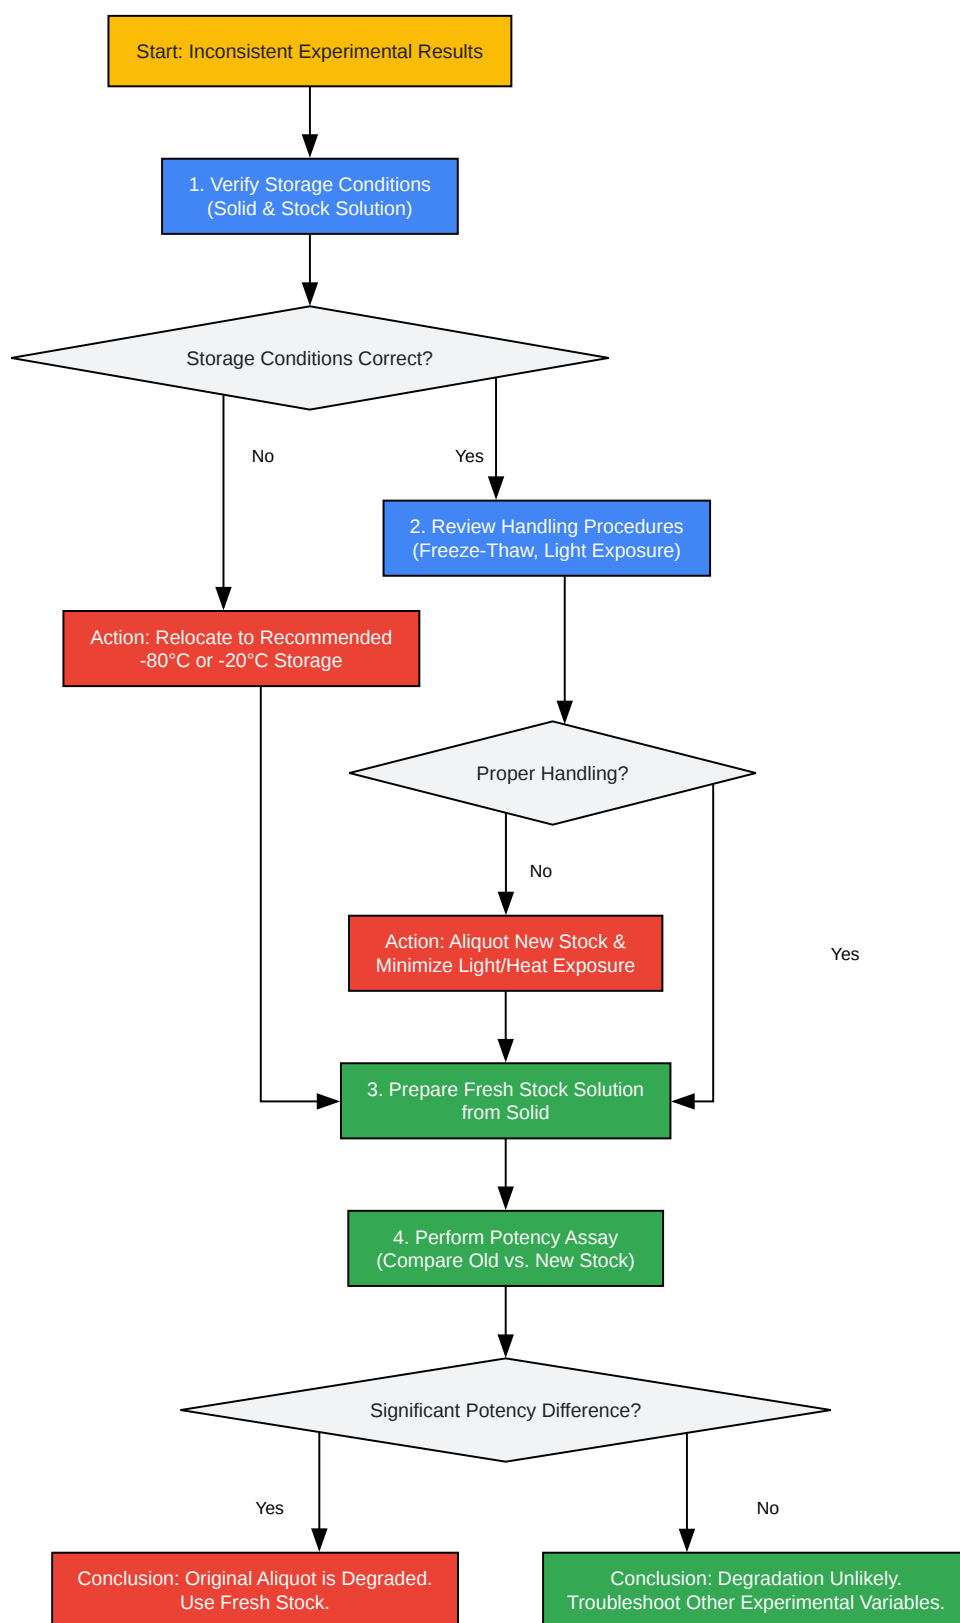 Start: Inconsistent Experimental Results
1. Verify Storage Conditions
(Solid & Stock Solution)
Storage Conditions Correct?
No
Yes
2. Review Handling Procedures
(Freeze-Thaw, Light Exposure)
Action: Relocate to Recommended
-80°C or -20°C Storage
Proper Handling?
No
Action: Aliquot New Stock &
Minimize Light/Heat Exposure
Yes
3. Prepare Fresh Stock Solution
from Solid
4. Perform Potency Assay
(Compare Old vs. New Stock)
Significant Potency Difference?
Yes
No
Conclusion: Original Aliquot is Degraded.
Use Fresh Stock.
Conclusion: Degradation Unlikely.
Troubleshoot Other Experimental Variables.